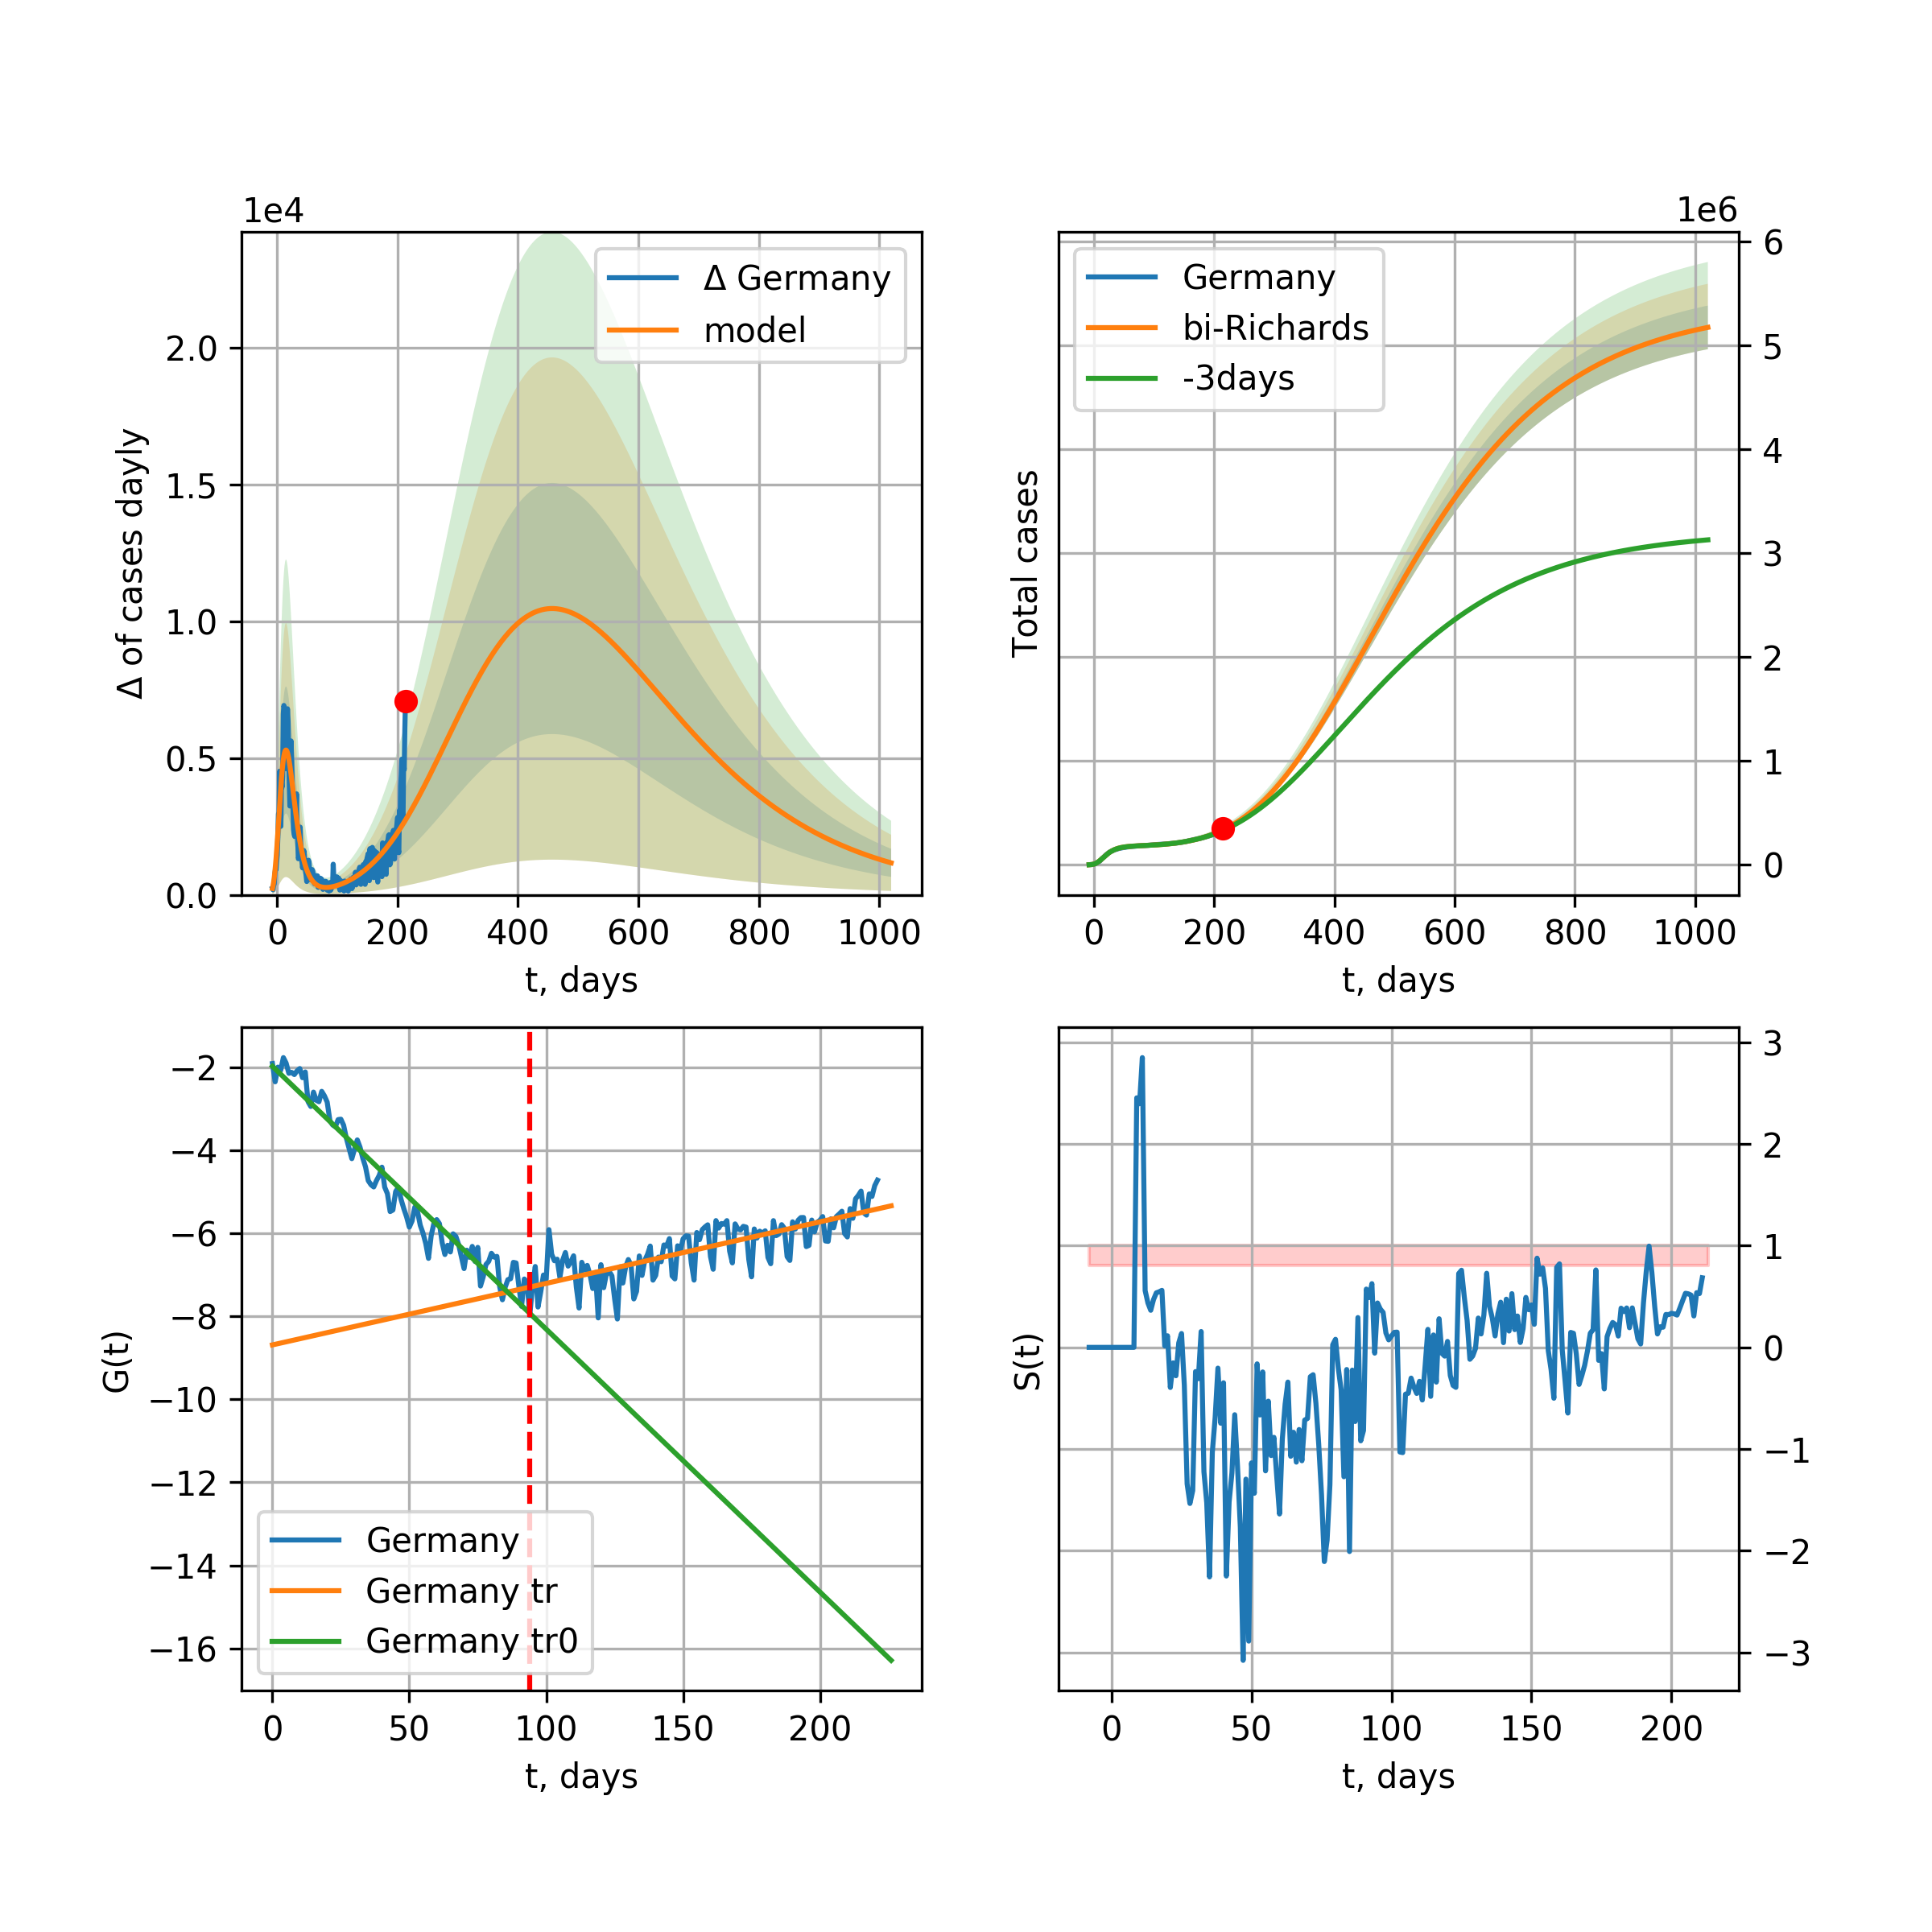 1e4
Δ Germany
model
2.0
1.5
1.0
0.5
0.0
Δ of cases dayly
0 200 400 600 800 1000
t, days
1e6
Germany
bi-Richards
-3days
6
5
4
3
2
1
0
Total cases
0 200 400 600 800 1000
t, days
−2
−4
−6
−8
−10
−12
−14
−16
G(t)
Germany
Germany tr
Germany tr0
0 50 100 150 200
t, days
3
2
1
0
−1
−2
−3
S(t)
0 50 100 150 200
t, days